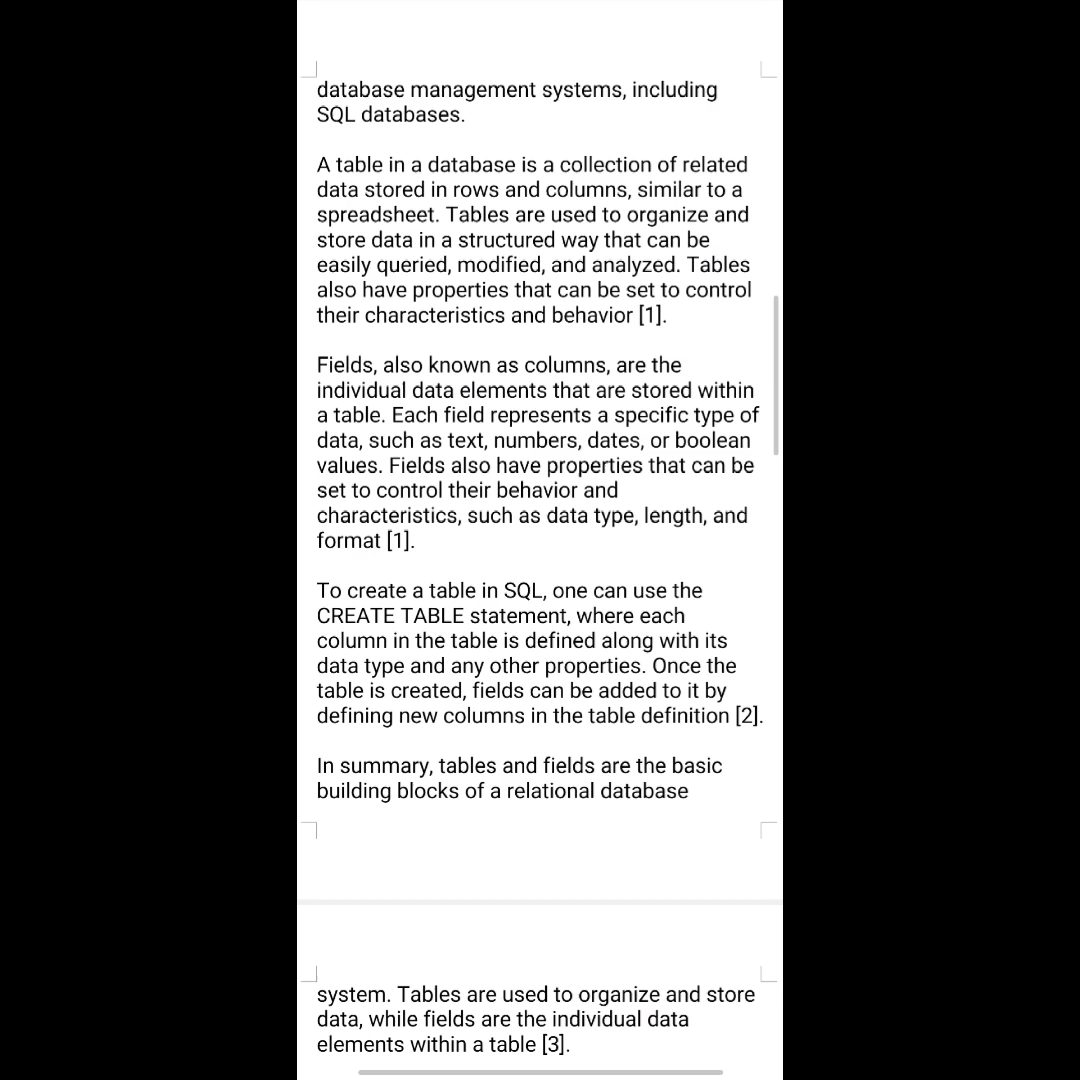 database management systems, including
SQL databases.
A table in a database is a collection of related
data stored in rows and columns, similar to a
spreadsheet. Tables are used to organize and
store data in a structured way that can be
easily queried, modified, and analyzed. Tables
also have properties that can be set to control
their characteristics and behavior [1].
Fields, also known as columns, are the
individual data elements that are stored within
a table. Each field represents a specific type of
data, such as text, numbers, dates, or boolean
values. Fields also have properties that can be
set to control their behavior and
characteristics, such as data type, length, and
format [1].
To create a table in SQL, one can use the
CREATE TABLE statement, where each
column in the table is defined along with its
data type and any other properties. Once the
table is created, fields can be added to it by
defining new columns in the table definition [2].
In summary, tables and fields are the basic
building blocks of a relational database
system. Tables are used to organize and store
data, while fields are the individual data
elements within a table [3].